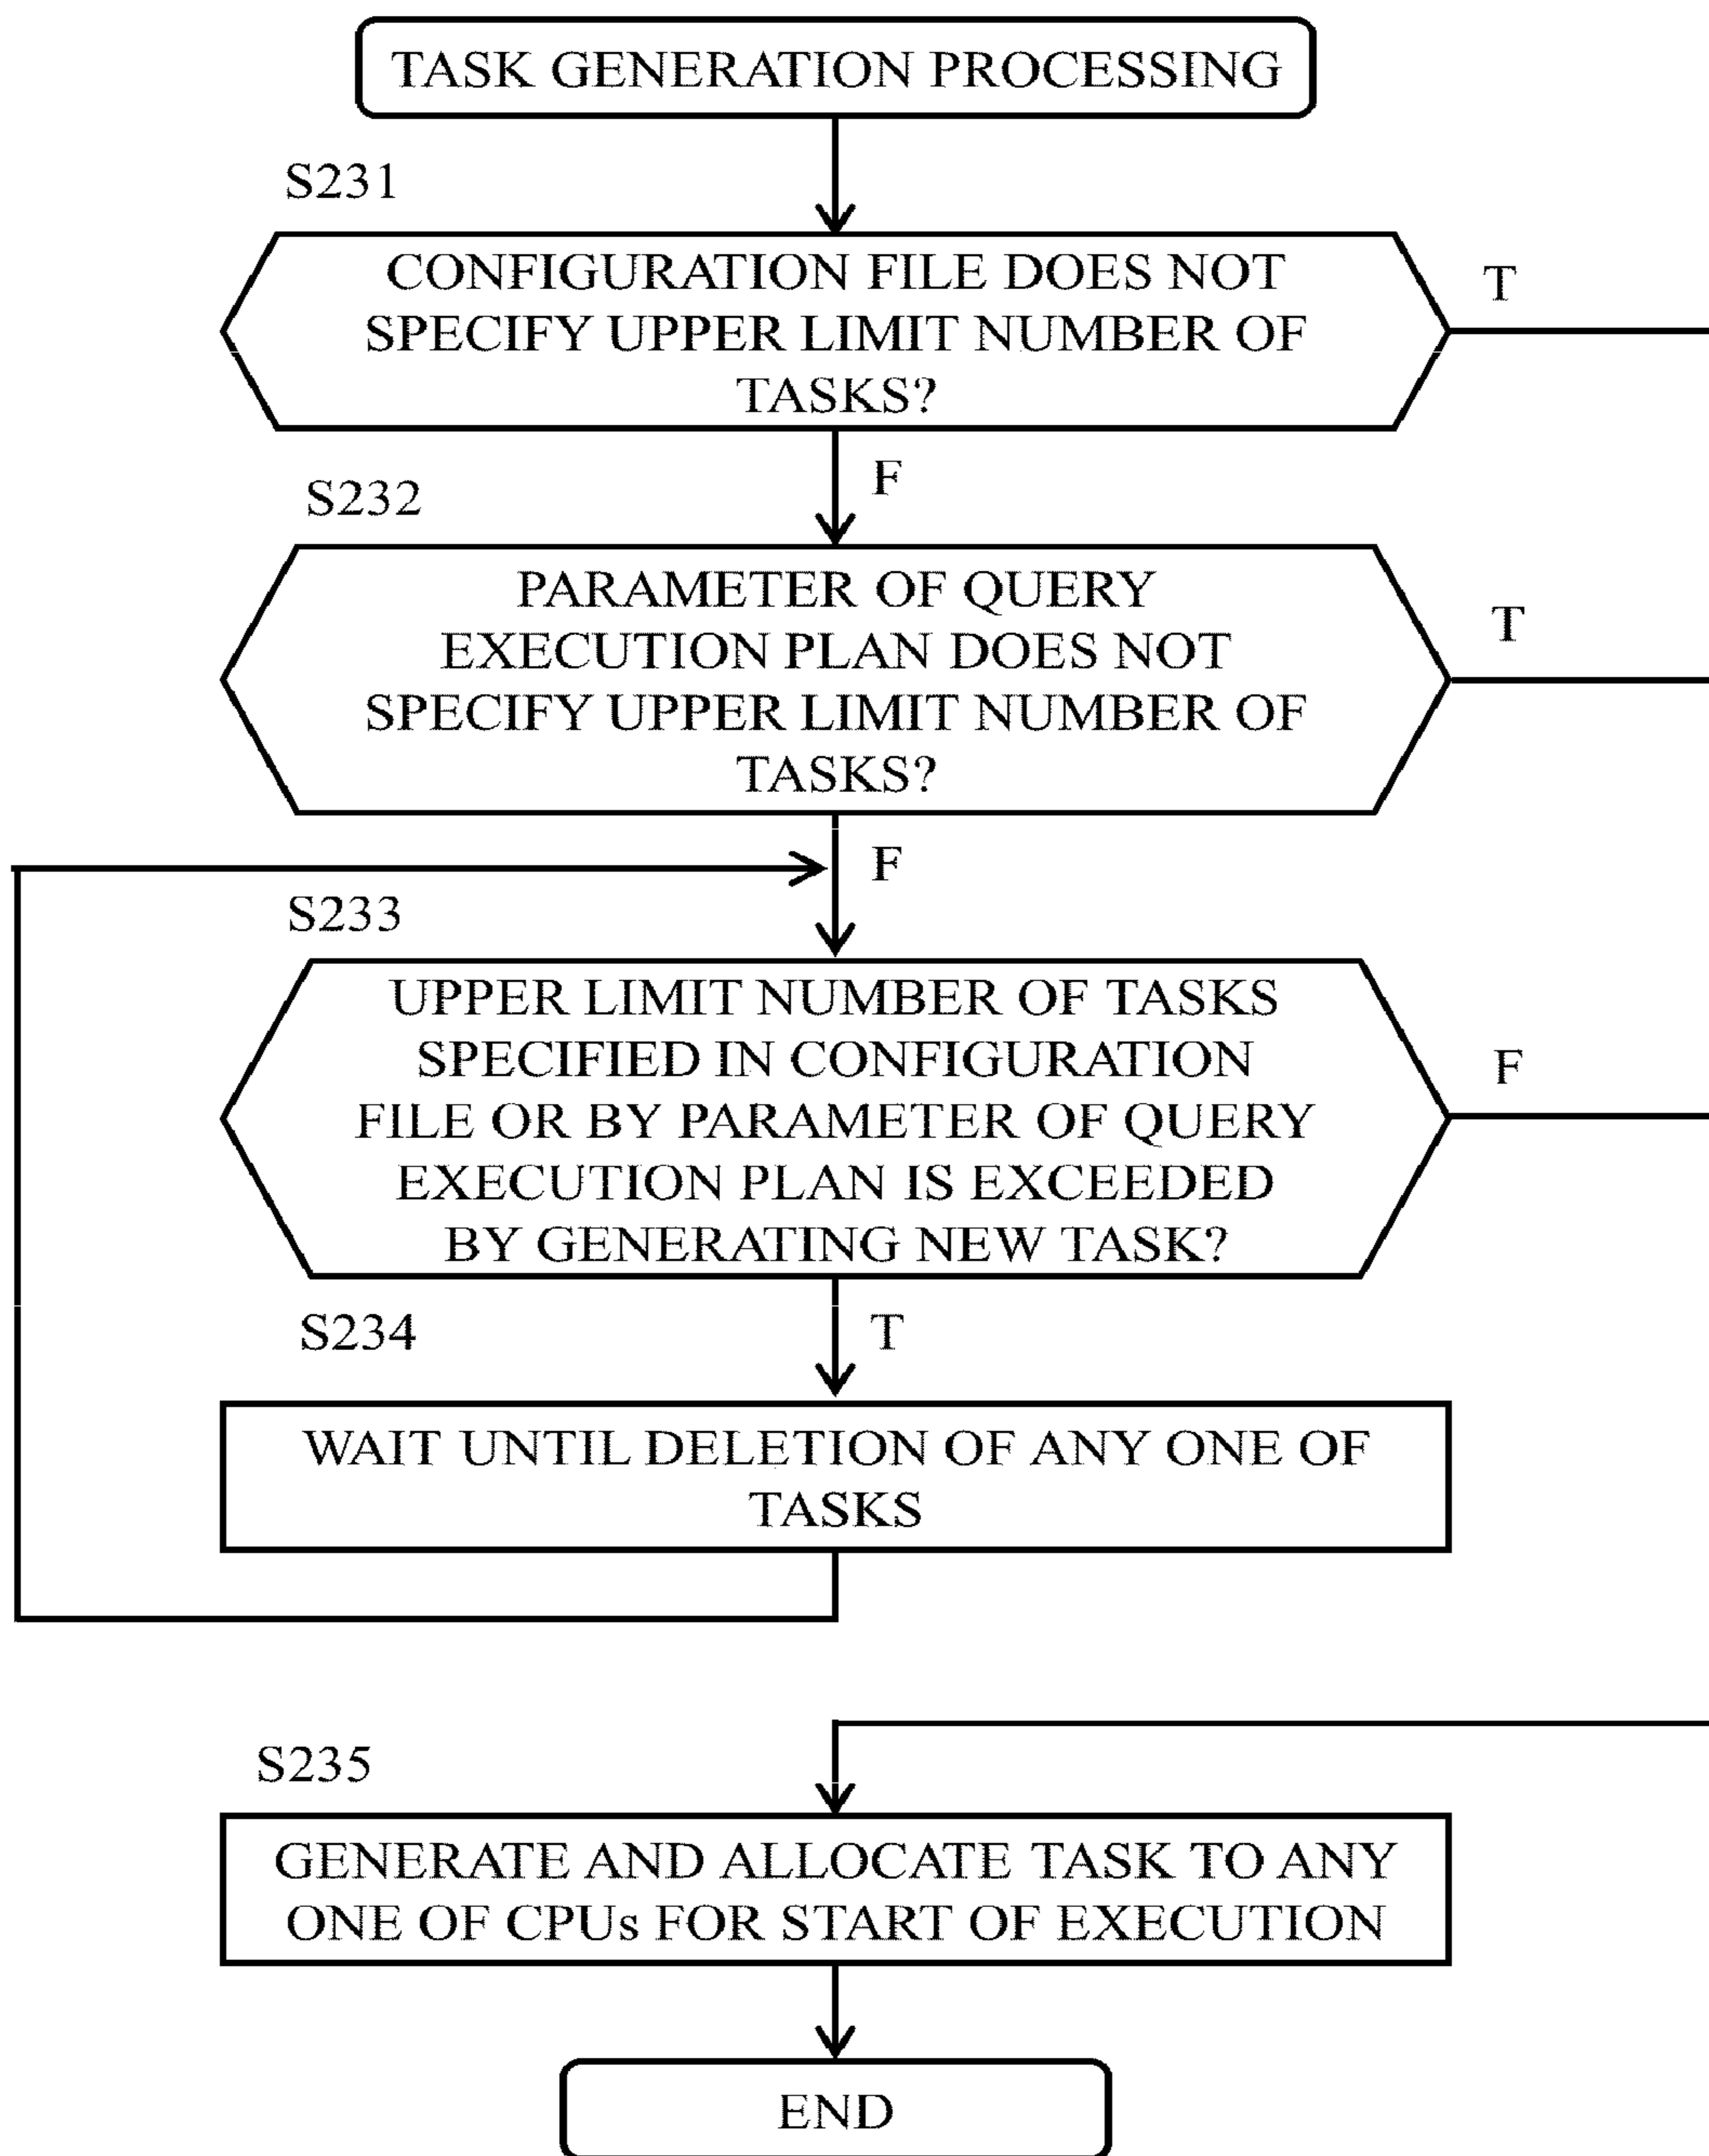 TASK GENERATION PROCESSING
S231
CONFIGURATION FILE DOES NOT
SPECIFY UPPER LIMIT NUMBER OF
TASKS?
T
F
S232
PARAMETER OF QUERY
EXECUTION PLAN DOES NOT
SPECIFY UPPER LIMIT NUMBER OF
TASKS?
T
F
S233
UPPER LIMIT NUMBER OF TASKS
SPECIFIED IN CONFIGURATION
FILE OR BY PARAMETER OF QUERY
EXECUTION PLAN IS EXCEEDED
BY GENERATING NEW TASK?
F
T
S234
WAIT UNTIL DELETION OF ANY ONE OF
TASKS
S235
GENERATE AND ALLOCATE TASK TO ANY
ONE OF CPUs FOR START OF EXECUTION
END